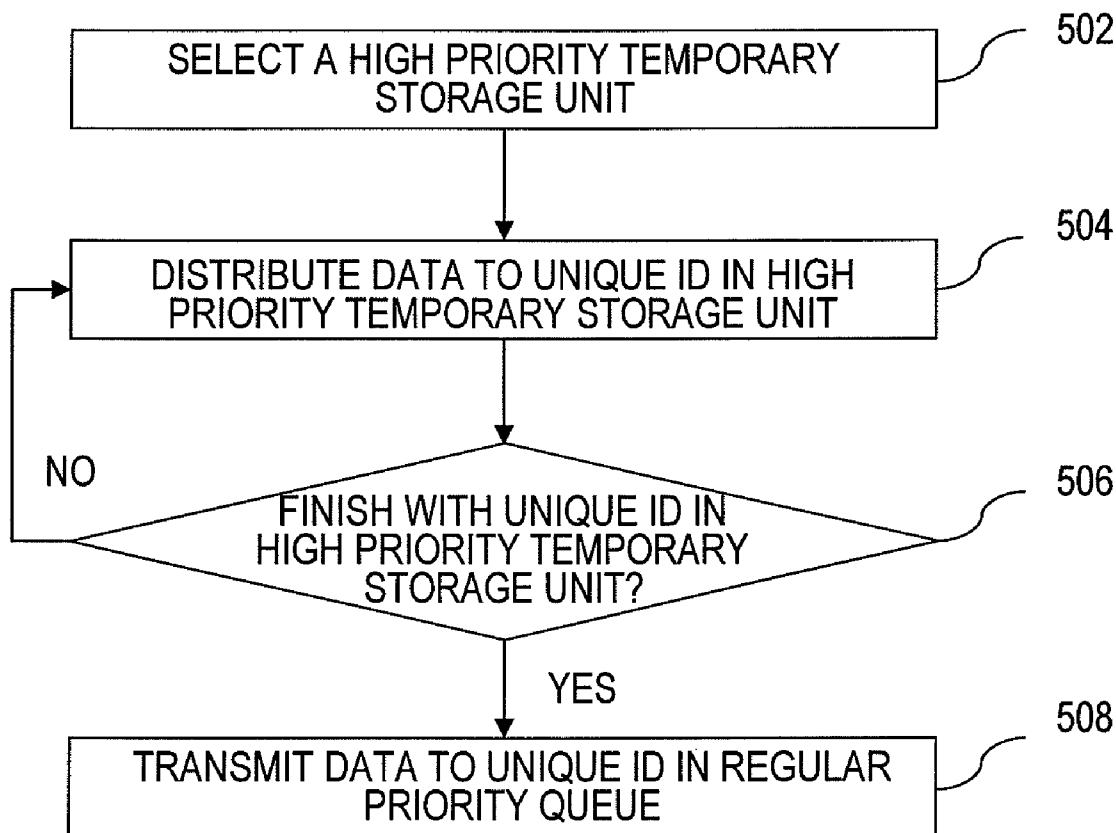 502
SELECT A HIGH PRIORITY TEMPORARY
STORAGE UNIT
504
DISTRIBUTE DATA TO UNIQUE ID IN HIGH
PRIORITY TEMPORARY STORAGE UNIT
NO
506
FINISH WITH UNIQUE ID IN
HIGH PRIORITY TEMPORARY
STORAGE UNIT?
YES
508
TRANSMIT DATA TO UNIQUE ID IN REGULAR
PRIORITY QUEUE